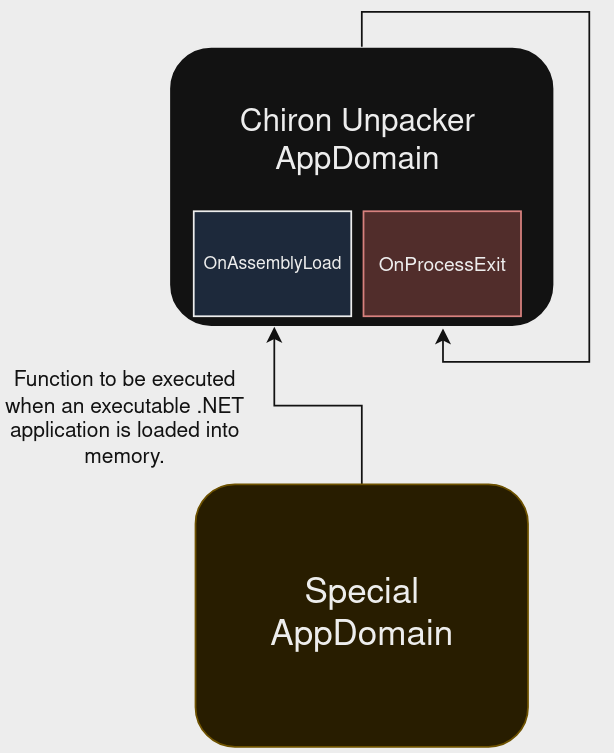 Chiron Unpacker
AppDomain
OnAssemblyLoad
OnProcessExit
Function to be executed
when an executable .NET
application is loaded into
memory.
Special
AppDomain